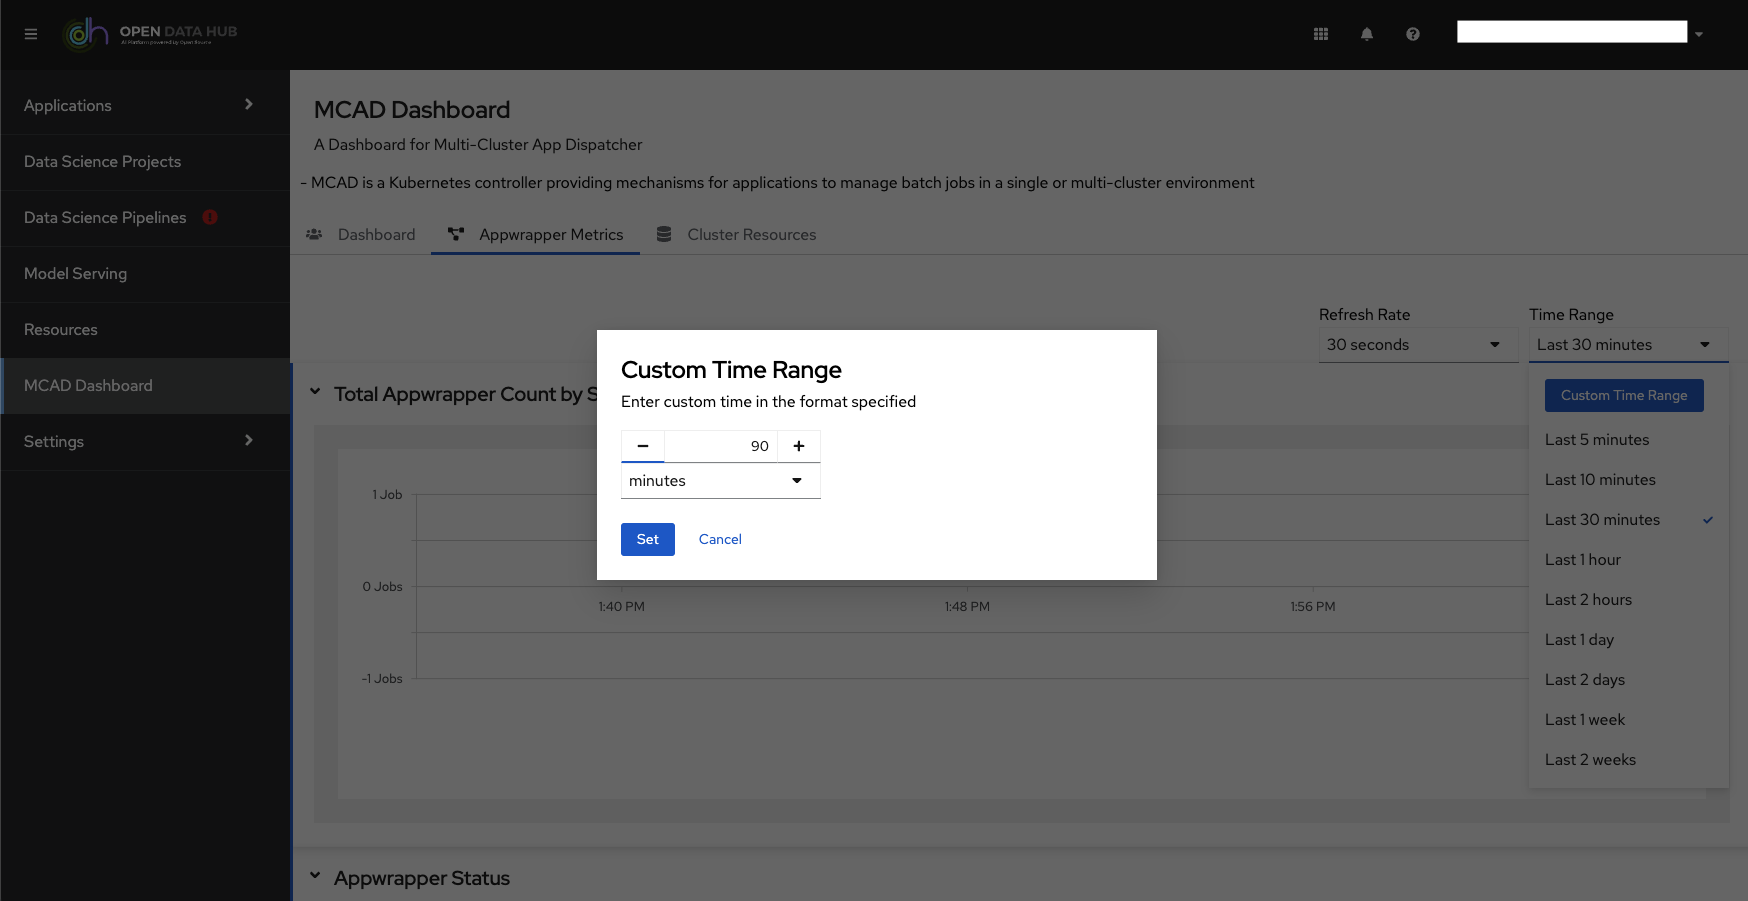 OPEN DATA HUB
AI Platform powered by Open Source
Applications
Data Science Projects
Data Science Pipelines
Model Serving
Resources
MCAD Dashboard
Settings
MCAD Dashboard
A Dashboard for Multi-Cluster App Dispatcher
- MCAD is a Kubernetes controller providing mechanisms for applications to manage batch jobs in a single or multi-cluster environment
Dashboard
Appwrapper Metrics
Cluster Resources
Refresh Rate
30 seconds
Time Range
Last 30 minutes
Custom Time Range
Last 5 minutes
Last 10 minutes
Last 30 minutes
Last 1 hour
Last 2 hours
Last 1 day
Last 2 days
Last 1 week
Last 2 weeks
Total Appwrapper Count by S
1 Job
0 Jobs
-1 Jobs
1:40 PM
1:48 PM
1:56 PM
Custom Time Range
Enter custom time in the format specified
90
minutes
Set
Cancel
Appwrapper Status